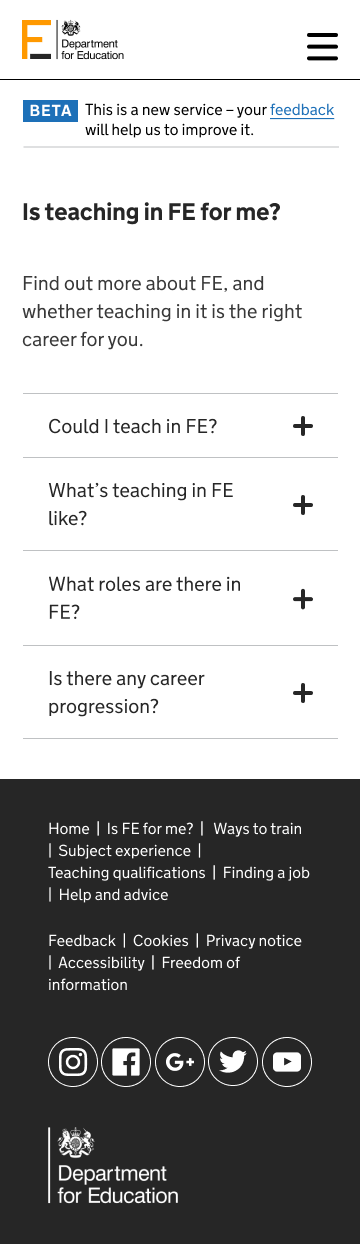 Department
for Education
BETA This is a new service – your feedback
will help us to improve it.
Is teaching in FE for me?
Find out more about FE, and
whether teaching in it is the right
career for you.
Could I teach in FE?
What's teaching in FE
like?
What roles are there in
FE?
Is there any career
progression?
Home | Is FE for me? | Ways to train
| Subject experience |
Teaching qualifications | Finding a job
| Help and advice
Feedback | Cookies | Privacy notice
| Accessibility | Freedom of
information
G+
Department
for Education